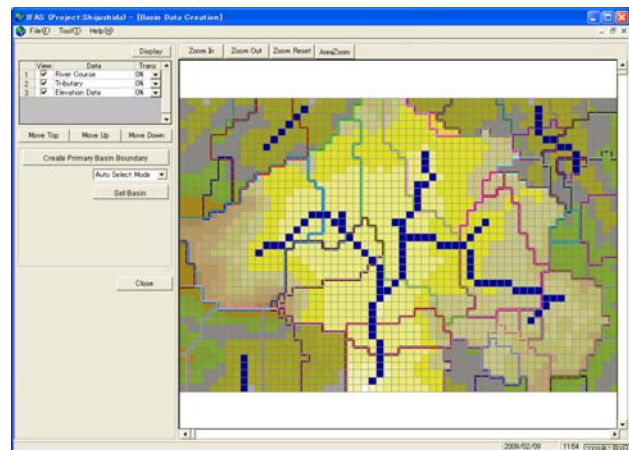 IFAS (Project:Shijushida) - [Basin Data Creation]
File(F) Tool(T) Help(H)
Display
Zoom In Zoom Out Zoom Reset AreaZoom
View Data Trans
1 River Course 0%
2 Tributary 0%
3 Elevation Data 0%
Move Top Move Up Move Down
Create Primary Basin Boundary
Auto Select Mode
Set Basin
Close
2009/02/09 11:54